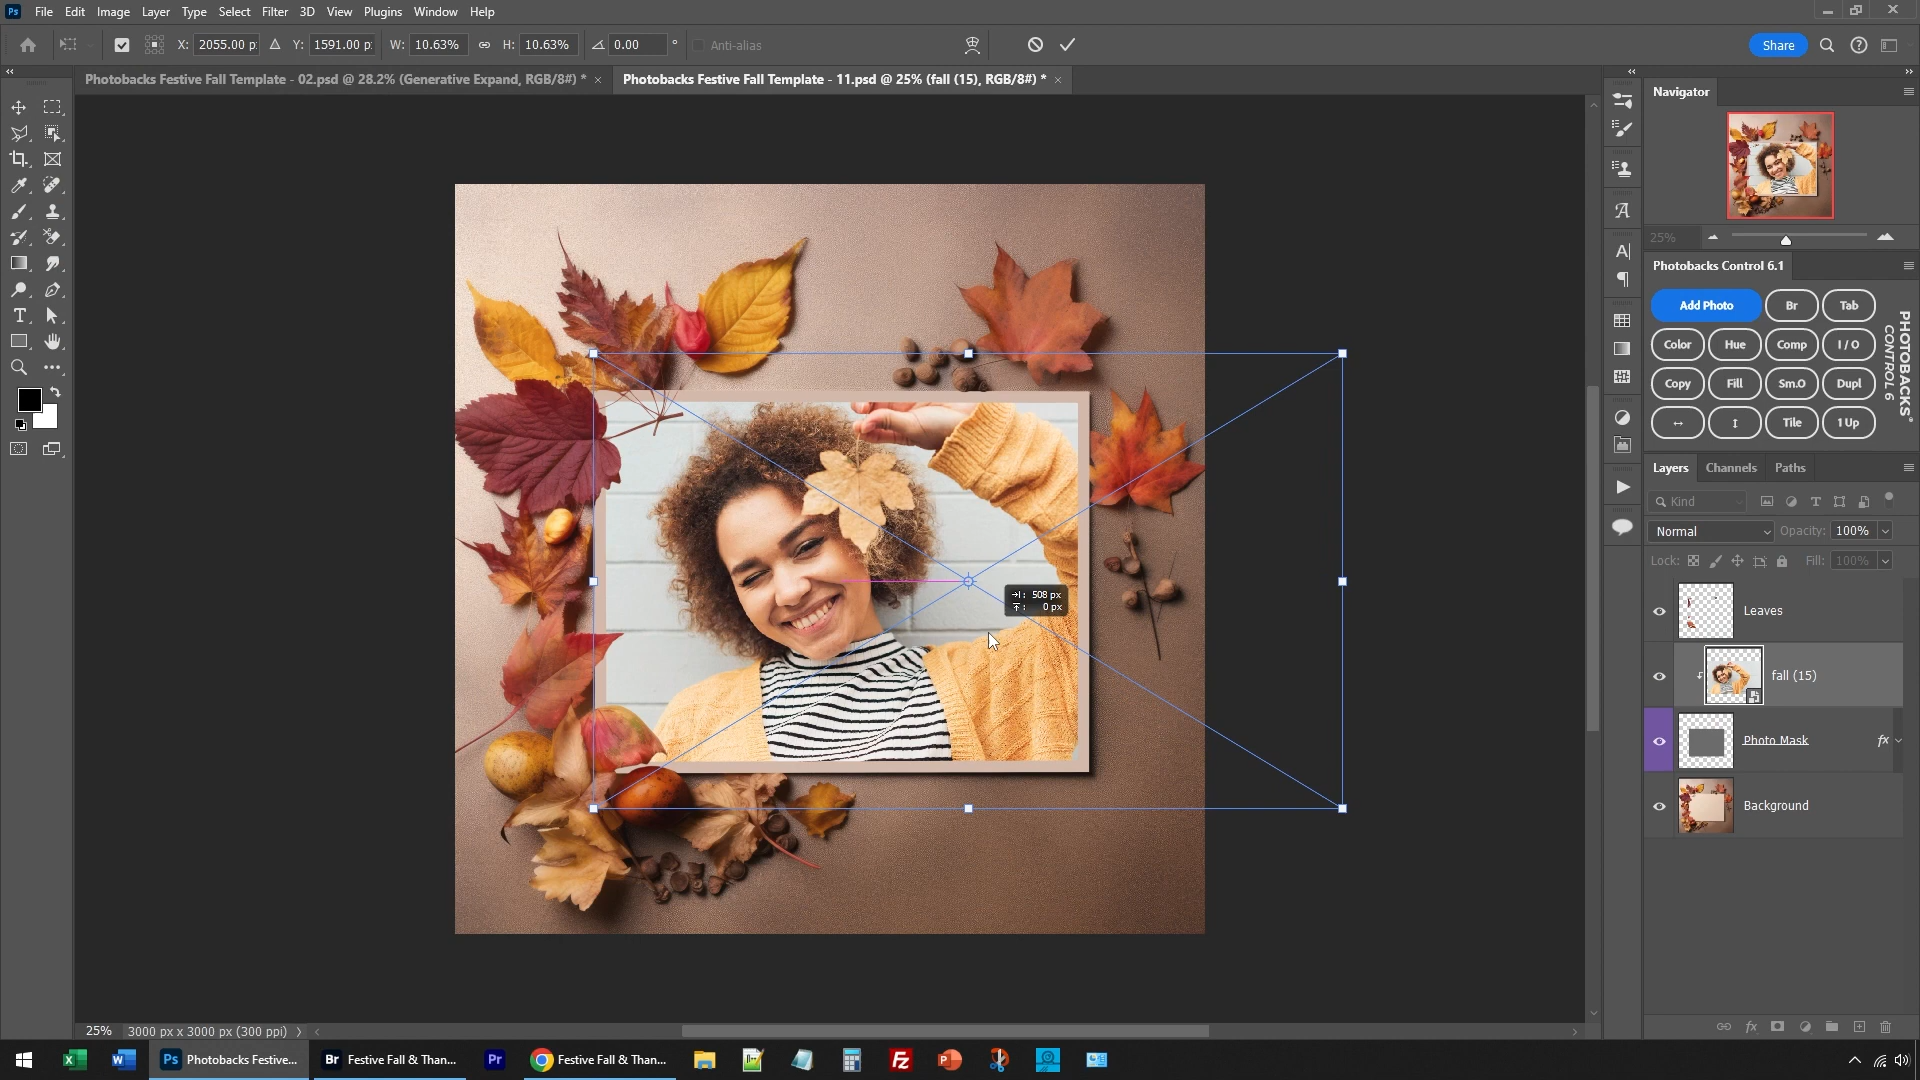 Ps File Edit Image Layer Type Select Filter 3D View Plugins Window Help
X: 2055.00 p Y: 1591.00 p W: 10.63% H: 10.63% 0.00 ° Anti-alias Share
Photobacks Festive Fall Template - 02.psd @ 28.2% (Generative Expand, RGB/8#) * × Photobacks Festive Fall Template - 11.psd @ 25% (fall (15), RGB/8#) * ×
Navigator
25%
Photobacks Control 6.1
Add Photo Br Tab
Color Hue Comp I / O
Copy Fill Sm.O Dupl
↔ ↕ Tile 1 Up
PHOTOBACKS
CONTROL 6
Layers Channels Paths
Kind
Normal Opacity: 100%
Lock: Fill: 100%
508 px
0 px
Leaves
fall (15)
Photo Mask fx
Background
25% 3000 px x 3000 px (300 ppi)
Ps Photobacks Festive... Br Festive Fall & Than... Pr Festive Fall & Than...